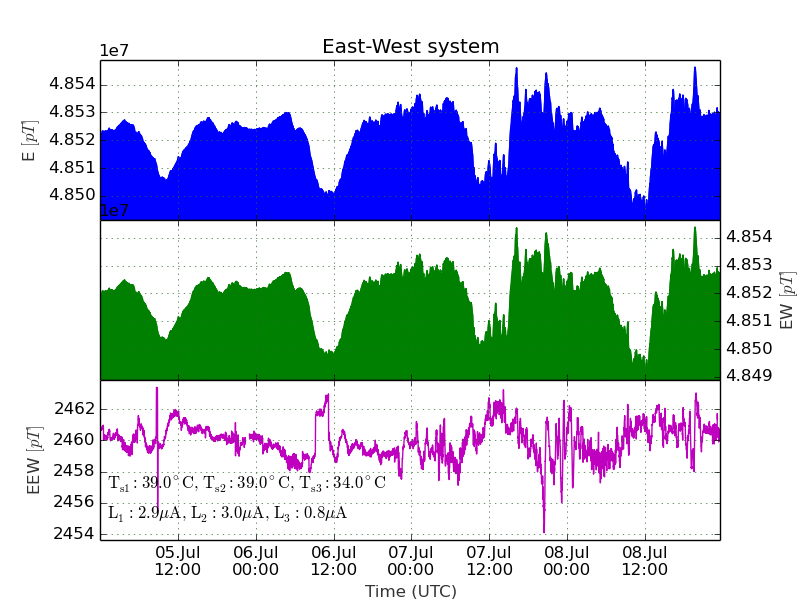 East-West system
1e7
4.854
4.853
4.852
4.851
4.850
E [pT]
1e7
4.854
4.853
4.852
4.851
4.850
4.849
EW [pT]
2462
2460
2458
2456
2454
EEW [pT]
T_s1 : 39.0°C, T_s2 : 39.0°C, T_s3 : 34.0°C
L_1 : 2.9μA, L_2 : 3.0μA, L_3 : 0.8μA
05.Jul 06.Jul 06.Jul 07.Jul 07.Jul 08.Jul 08.Jul
12:00 00:00 12:00 00:00 12:00 00:00 12:00
Time (UTC)